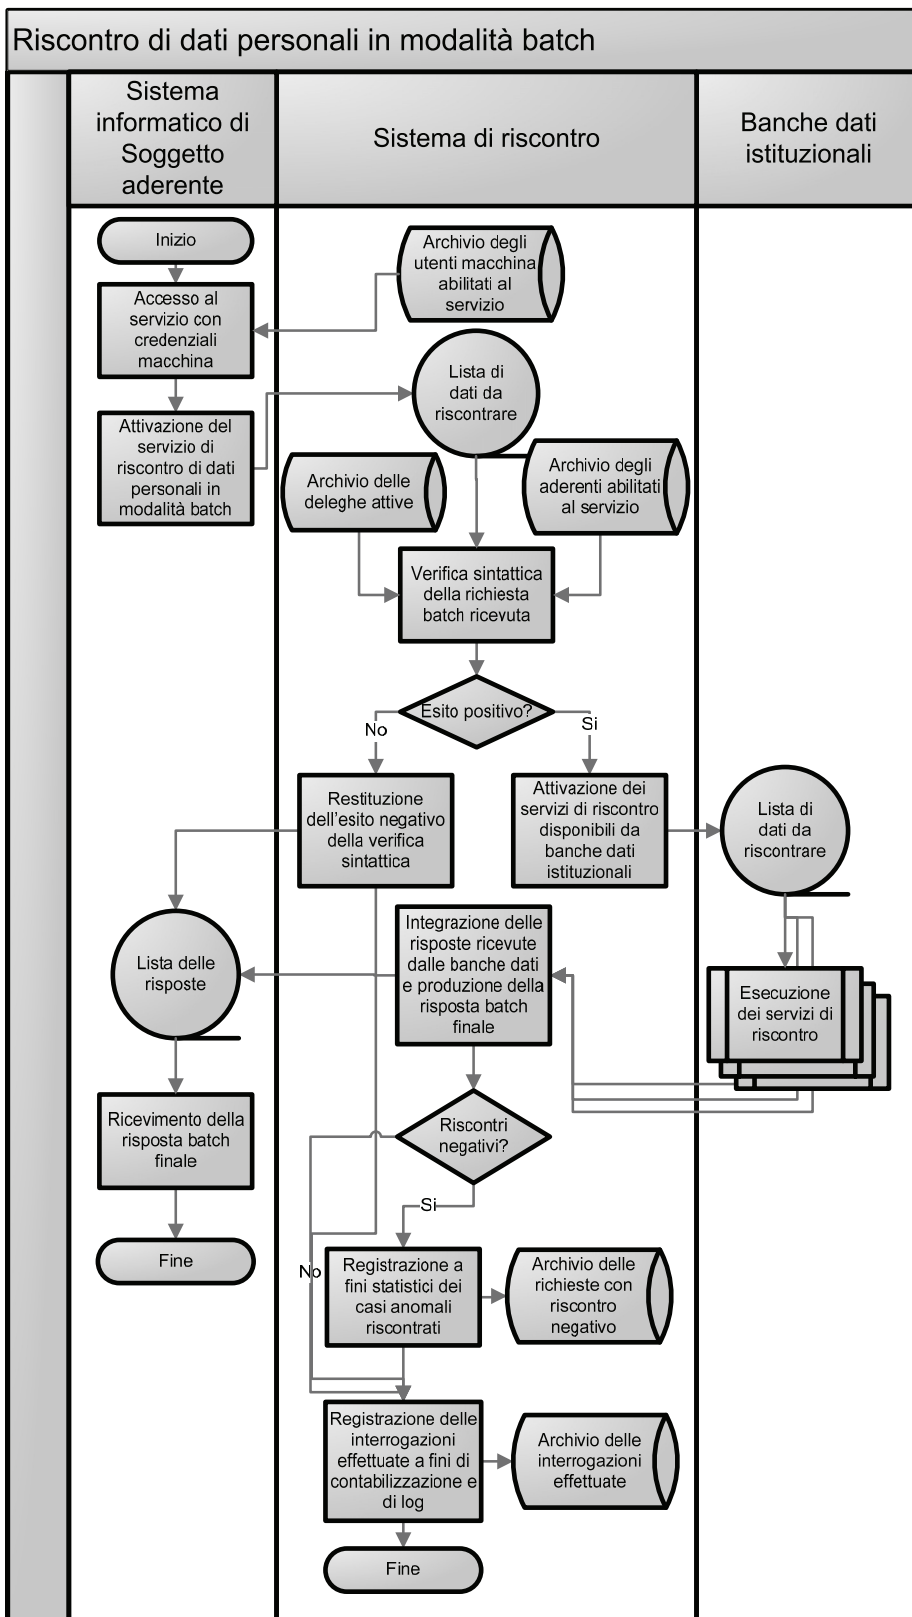 Riscontro di dati personali in modalità batch
Sistema
informatico di
Soggetto
aderente
Sistema di riscontro
Banche dati
istituzionali
Inizio
Archivio degli
utenti macchina
abilitati al
servizio
Accesso al
servizio con
credenziali
macchina
Lista di
dati da
riscontrare
Attivazione del
servizio di
riscontro di dati
personali in
modalità batch
Archivio delle
deleghe attive
Archivio degli
aderenti abilitati
al servizio
Verifica sintattica
della richiesta
batch ricevuta
Esito positivo?
No
Si
Restituzione
dell'esito negativo
della verifica
sintattica
Attivazione dei
servizi di riscontro
disponibili da
banche dati
istituzionali
Lista di
dati da
riscontrare
Lista delle
risposte
Integrazione delle
risposte ricevute
dalle banche dati
e produzione della
risposta batch
finale
Esecuzione
dei servizi di
riscontro
Ricevimento della
risposta batch
finale
Riscontri
negativi?
Si
Fine
No
Registrazione a
fini statistici dei
casi anomali
riscontrati
Archivio delle
richieste con
riscontro
negativo
Registrazione delle
interrogazioni
effettuate a fini di
contabilizzazione e
di log
Archivio delle
interrogazioni
effettuate
Fine